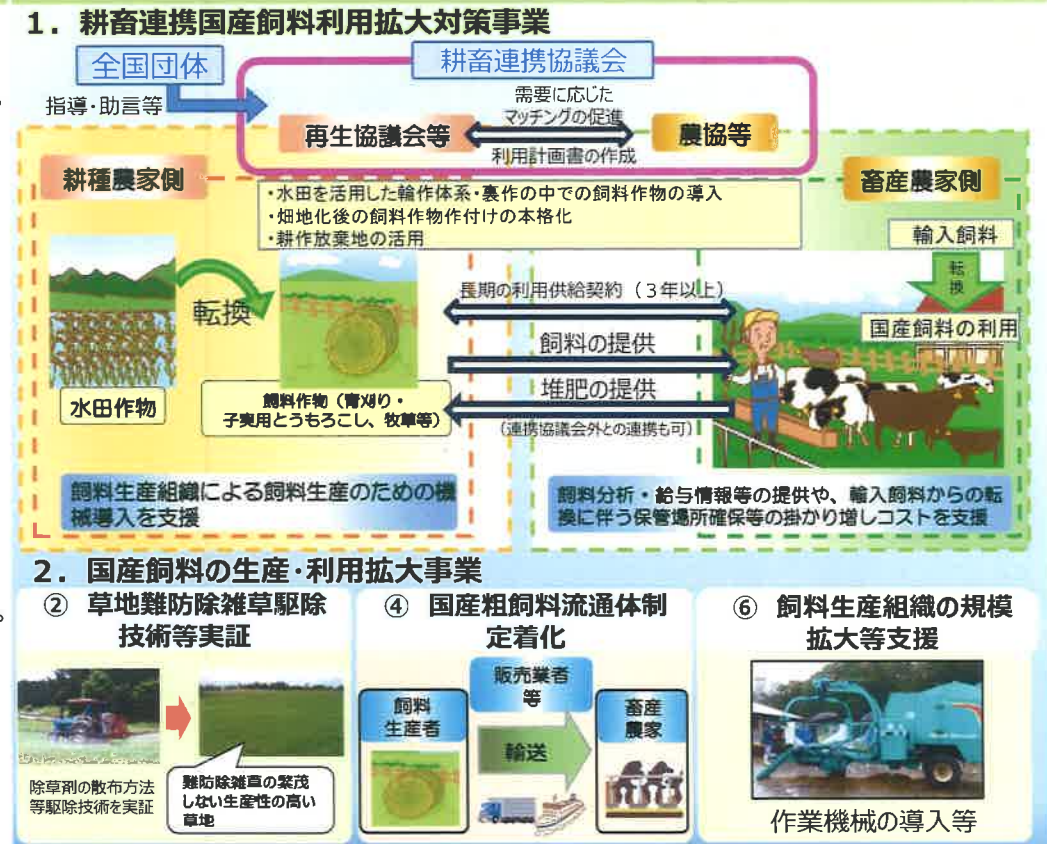 1．耕畜連携国産飼料利用拡大対策事業
全国団体
指導・助言等
耕畜連携協議会
再生協議会等
需要に応じた
マッチングの促進
利用計画書の作成
農協等
耕種農家側
・水田を活用した輪作体系・裏作の中での飼料作物の導入
・畑地化後の飼料作物作付けの本格化
・耕作放棄地の活用
畜産農家側
輸入飼料
転
換
国産飼料の利用
転換
水田作物
飼料作物（青刈り・
子実用とうもろこし、牧草等）
長期の利用供給契約（３年以上）
飼料の提供
堆肥の提供
（連携協議会外との連携も可）
飼料生産組織による飼料生産のための機
械導入を支援
飼料分析・給与情報等の提供や、輸入飼料からの転
換に伴う保管場所確保等の掛かり増しコストを支援
2．国産飼料の生産・利用拡大事業
② 草地難防除雑草駆除
技術等実証
除草剤の散布方法
等駆除技術を実証
難防除雑草の繁茂
しない生産性の高い
草地
④ 国産粗飼料流通体制
定着化
飼料
生産者
販売業者
等
輸送
畜産
農家
⑥ 飼料生産組織の規模
拡大等支援
作業機械の導入等